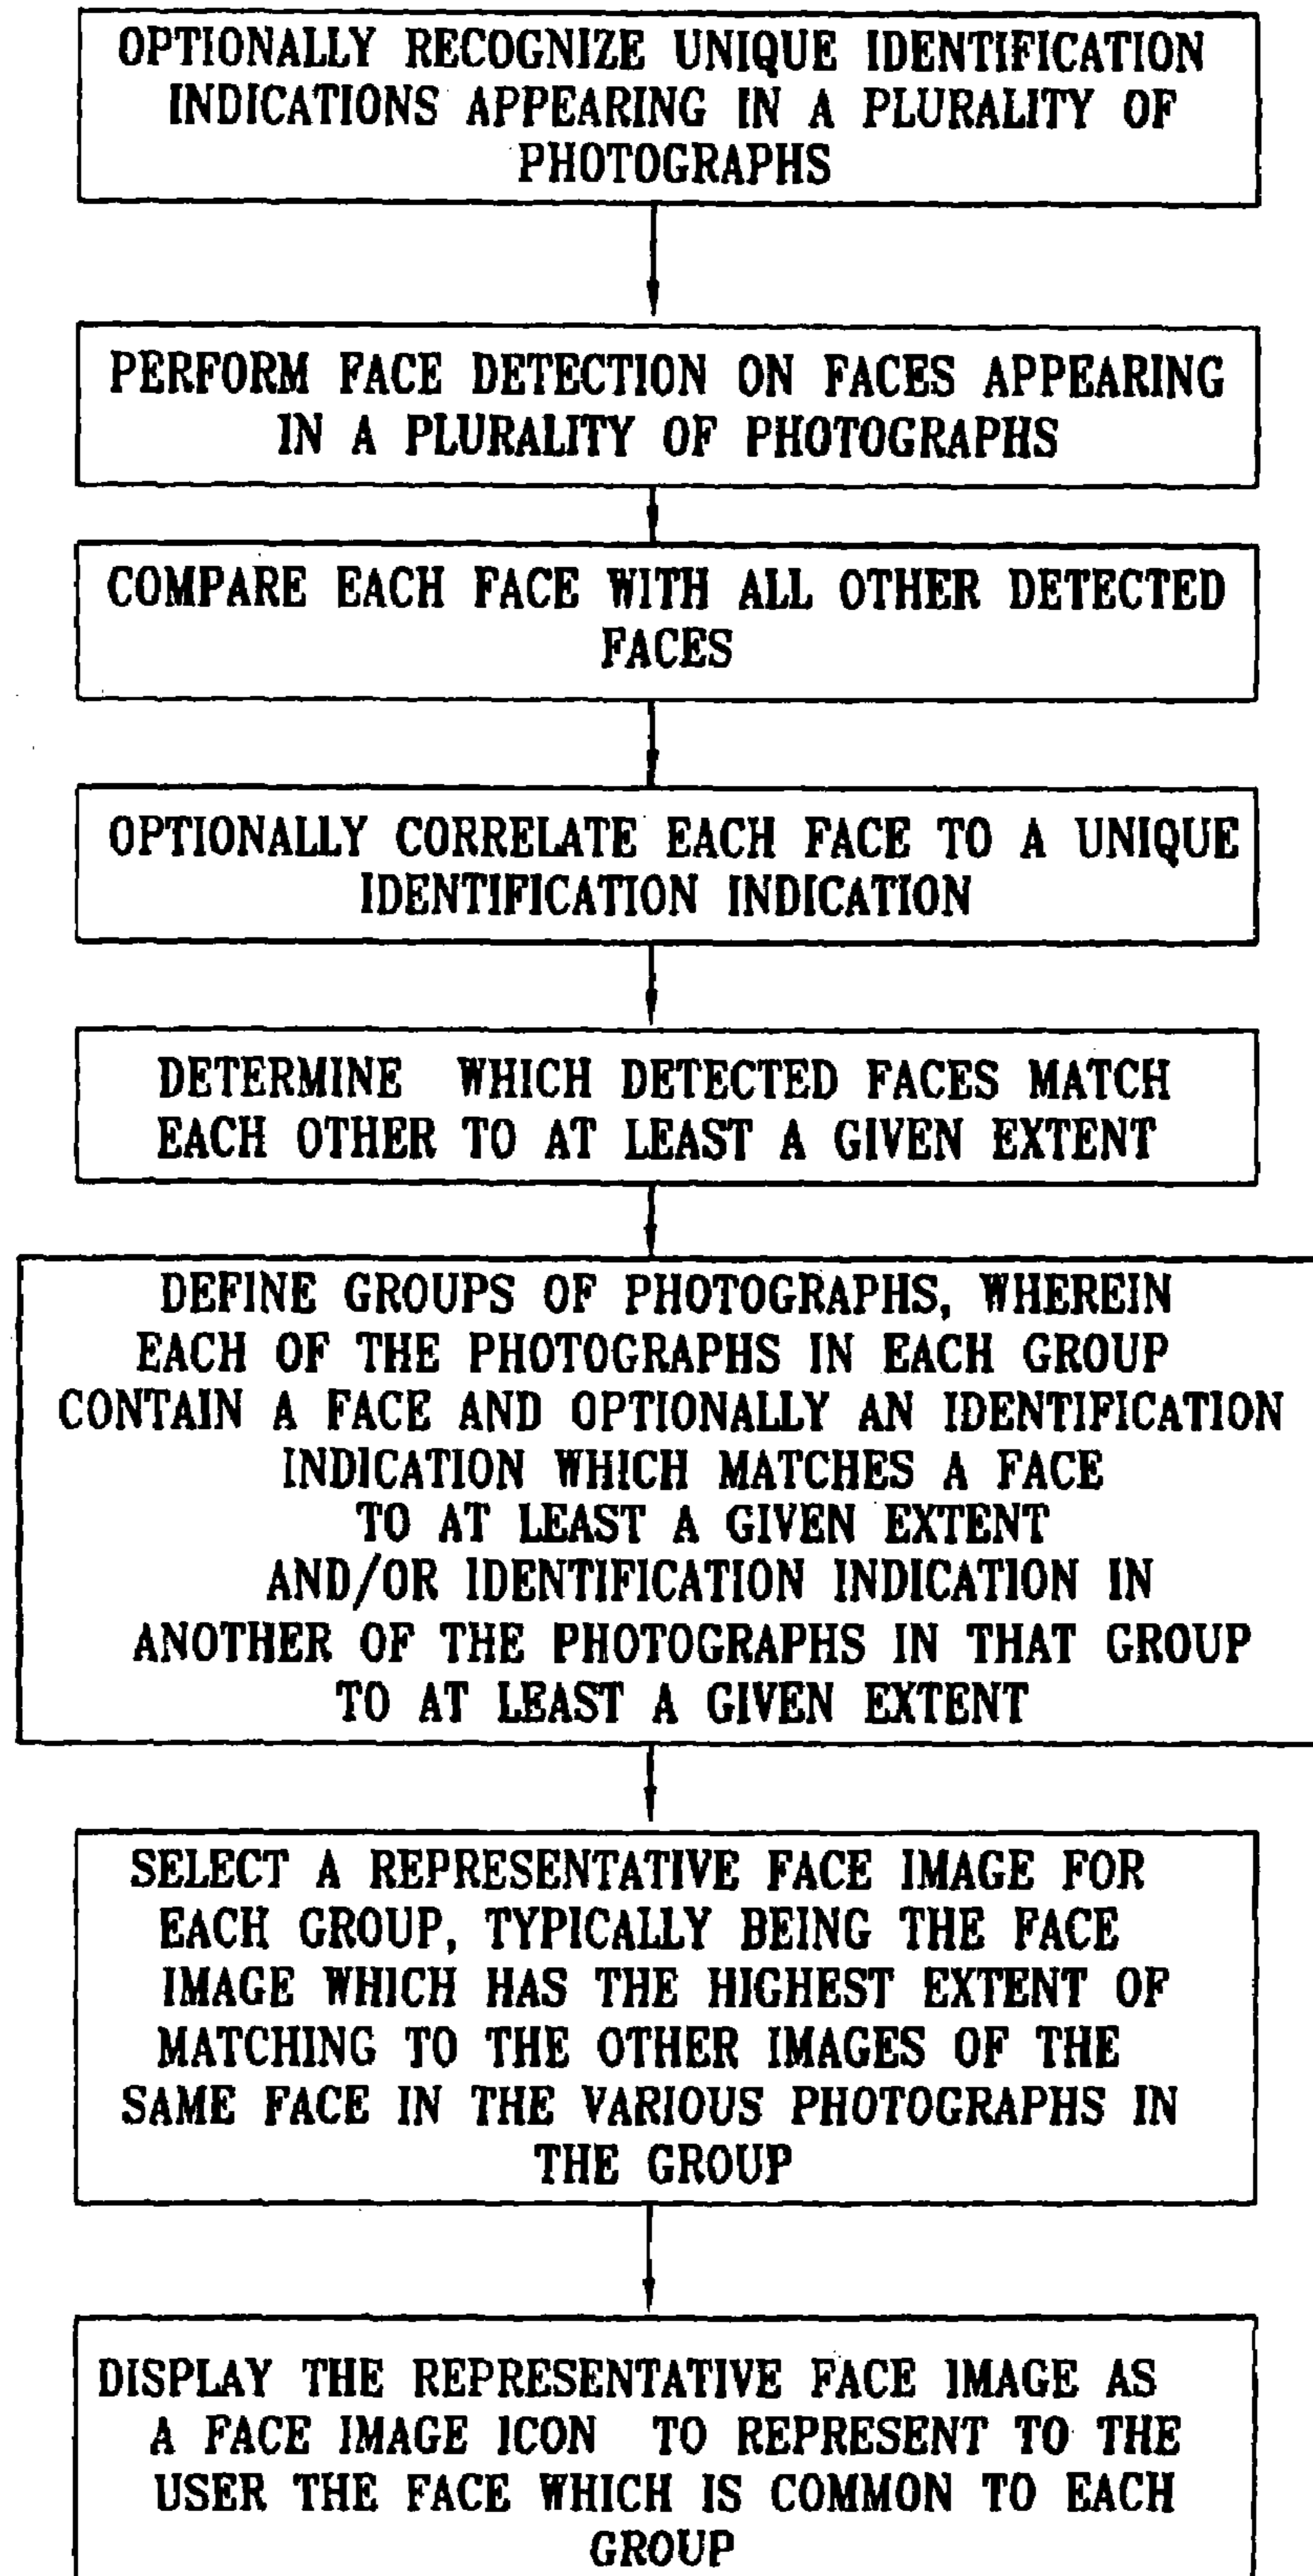 OPTIONALLY RECOGNIZE UNIQUE IDENTIFICATION
INDICATIONS APPEARING IN A PLURALITY OF
PHOTOGRAPHS
PERFORM FACE DETECTION ON FACES APPEARING
IN A PLURALITY OF PHOTOGRAPHS
COMPARE EACH FACE WITH ALL OTHER DETECTED
FACES
OPTIONALLY CORRELATE EACH FACE TO A UNIQUE
IDENTIFICATION INDICATION
DETERMINE WHICH DETECTED FACES MATCH
EACH OTHER TO AT LEAST A GIVEN EXTENT
DEFINE GROUPS OF PHOTOGRAPHS, WHEREIN
EACH OF THE PHOTOGRAPHS IN EACH GROUP
CONTAIN A FACE AND OPTIONALLY AN IDENTIFICATION
INDICATION WHICH MATCHES A FACE
TO AT LEAST A GIVEN EXTENT
AND/OR IDENTIFICATION INDICATION IN
ANOTHER OF THE PHOTOGRAPHS IN THAT GROUP
TO AT LEAST A GIVEN EXTENT
SELECT A REPRESENTATIVE FACE IMAGE FOR
EACH GROUP, TYPICALLY BEING THE FACE
IMAGE WHICH HAS THE HIGHEST EXTENT OF
MATCHING TO THE OTHER IMAGES OF THE
SAME FACE IN THE VARIOUS PHOTOGRAPHS IN
THE GROUP
DISPLAY THE REPRESENTATIVE FACE IMAGE AS
A FACE IMAGE ICON TO REPRESENT TO THE
USER THE FACE WHICH IS COMMON TO EACH
GROUP